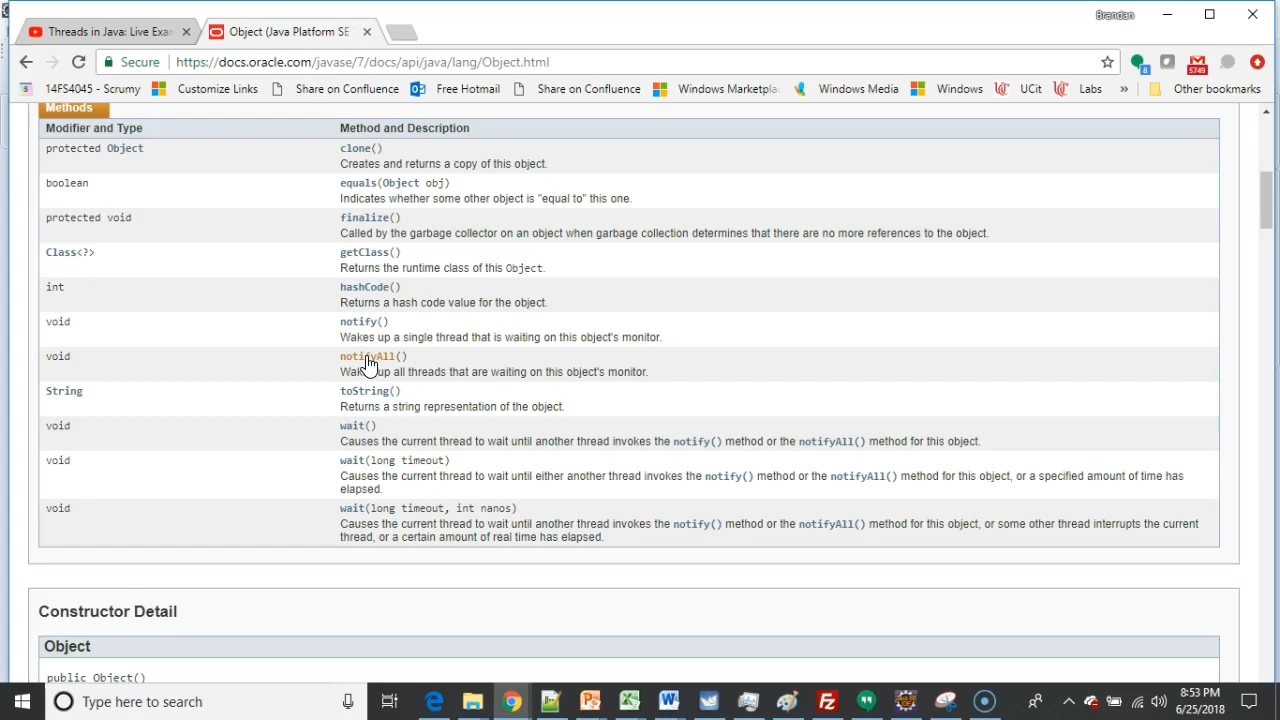 Brandan
Threads in Java: Live Exa
Object (Java Platform SE
Secure https://docs.oracle.com/javase/7/docs/api/java/lang/Object.html
8
5749
S 14FS4045 - Scrumy Customize Links Share on Confluence Free Hotmail Share on Confluence Windows Marketpla Windows Media Windows UCit Labs » Other bookmarks
Methods
Modifier and Type Method and Description
protected Object clone()
Creates and returns a copy of this object.
boolean equals(Object obj)
Indicates whether some other object is "equal to" this one.
protected void finalize()
Called by the garbage collector on an object when garbage collection determines that there are no more references to the object.
Class<?> getClass()
Returns the runtime class of this Object.
int hashCode()
Returns a hash code value for the object.
void notify()
Wakes up a single thread that is waiting on this object's monitor.
void notifyAll()
Wakes up all threads that are waiting on this object's monitor.
String toString()
Returns a string representation of the object.
void wait()
Causes the current thread to wait until another thread invokes the notify() method or the notifyAll() method for this object.
void wait(long timeout)
Causes the current thread to wait until either another thread invokes the notify() method or the notifyAll() method for this object, or a specified amount of time has
elapsed.
void wait(long timeout, int nanos)
Causes the current thread to wait until another thread invokes the notify() method or the notifyAll() method for this object, or some other thread interrupts the current
thread, or a certain amount of real time has elapsed.
Constructor Detail
Object
public Object()
Type here to search
8:53 PM
6/25/2018